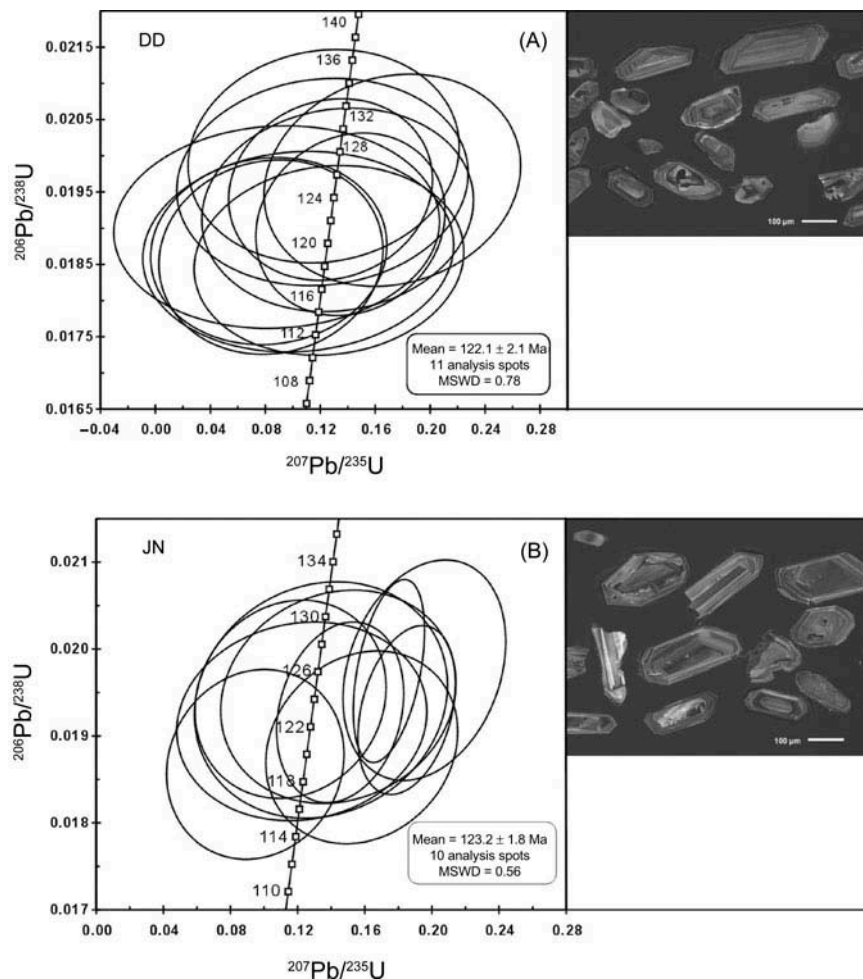 DD
(A)
0.0215
0.0205
0.0195
0.0185
0.0175
0.0165
²⁰⁶Pb/²³⁸U
140
136
132
128
124
120
116
112
108
Mean = 122.1 ± 2.1 Ma
11 analysis spots
MSWD = 0.78
−0.04 0.00 0.04 0.08 0.12 0.16 0.20 0.24 0.28
²⁰⁷Pb/²³⁵U
100 µm
JN
(B)
0.021
0.020
0.019
0.018
0.017
²⁰⁶Pb/²³⁸U
134
130
126
122
118
114
110
Mean = 123.2 ± 1.8 Ma
10 analysis spots
MSWD = 0.56
0.00 0.04 0.08 0.12 0.16 0.20 0.24 0.28
²⁰⁷Pb/²³⁵U
100 µm